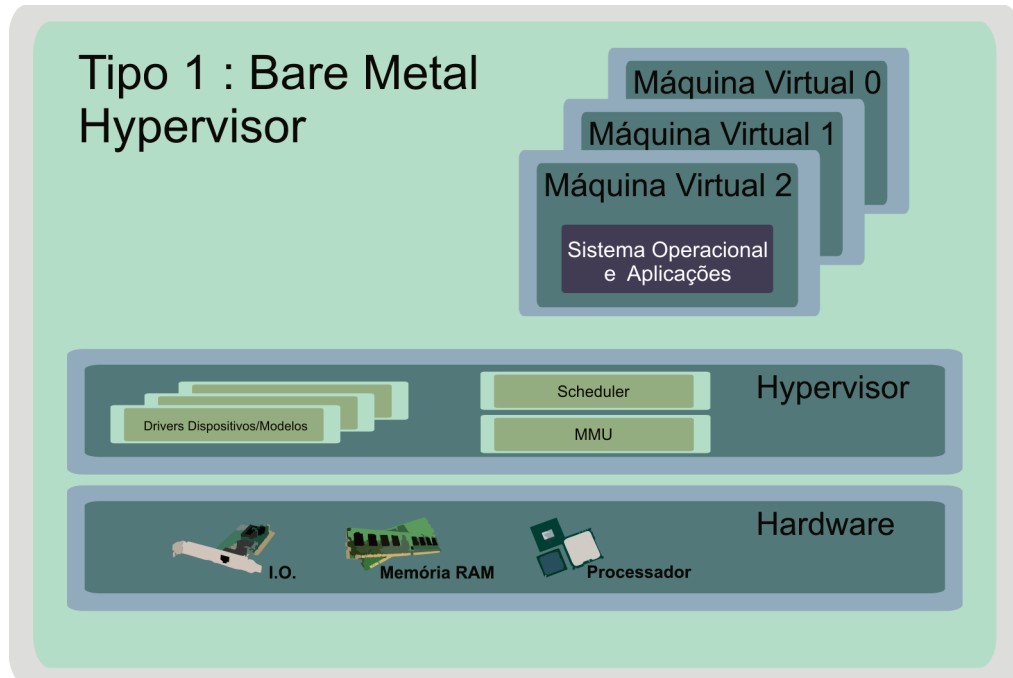 Tipo 1 : Bare Metal
Hypervisor
Máquina Virtual 0
Máquina Virtual 1
Máquina Virtual 2
Sistema Operacional
e Aplicações
Hypervisor
Drivers Dispositivos/Modelos
Scheduler
MMU
Hardware
I.O.
Memória RAM
Processador